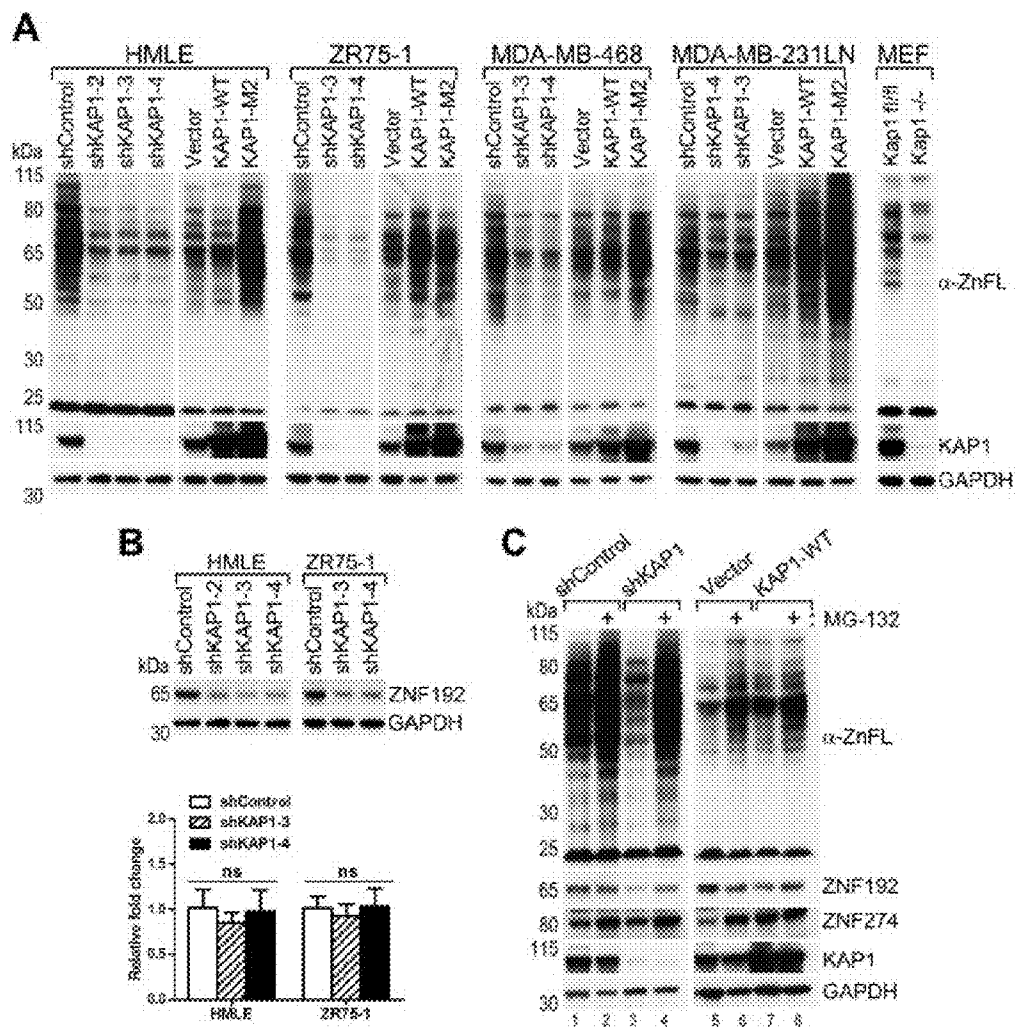 A
HMLE
ZR75-1
MDA-MB-468
MDA-MB-231LN
MEF
shControl
shKAP1-2
shKAP1-3
shKAP1-4
Vector
KAP1-WT
KAP1-M2
shControl
shKAP1-3
shKAP1-4
Vector
KAP1-WT
KAP1-M2
shControl
shKAP1-3
shKAP1-4
Vector
KAP1-WT
KAP1-M2
shControl
shKAP1-4
shKAP1-3
Vector
KAP1-WT
KAP1-M2
Kap1 fl/fl
Kap1 -/-
kDa
115
80
65
50
30
25
115
30
α-ZnFL
KAP1
GAPDH
B
HMLE
ZR75-1
shControl
shKAP1-2
shKAP1-3
shKAP1-4
shControl
shKAP1-3
shKAP1-4
kDa
65
30
ZNF192
GAPDH
shControl
shKAP1-3
shKAP1-4
Relative fold change
2.0
1.5
1.0
0.5
0.0
ns
ns
HMLE
ZR75-1
C
shControl
shKAP1
Vector
KAP1-WT
kDa
+
+
+
+
MG-132
115
80
65
50
30
25
65
80
115
30
α-ZnFL
ZNF192
ZNF274
KAP1
GAPDH
1 2 3 4 5 6 7 8